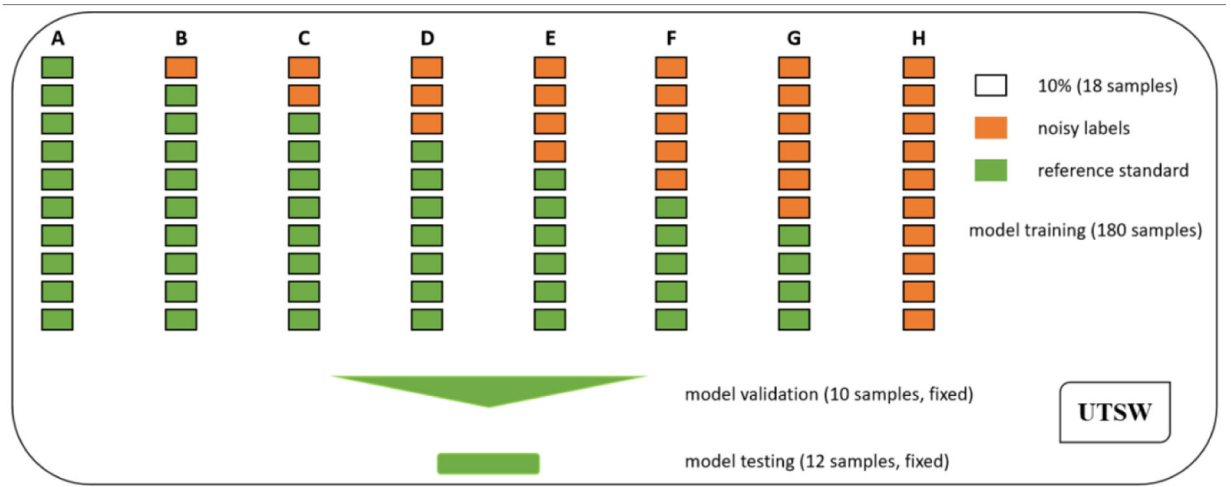 A B C D E F G H
10% (18 samples)
noisy labels
reference standard
model training (180 samples)
model validation (10 samples, fixed)
UTSW
model testing (12 samples, fixed)